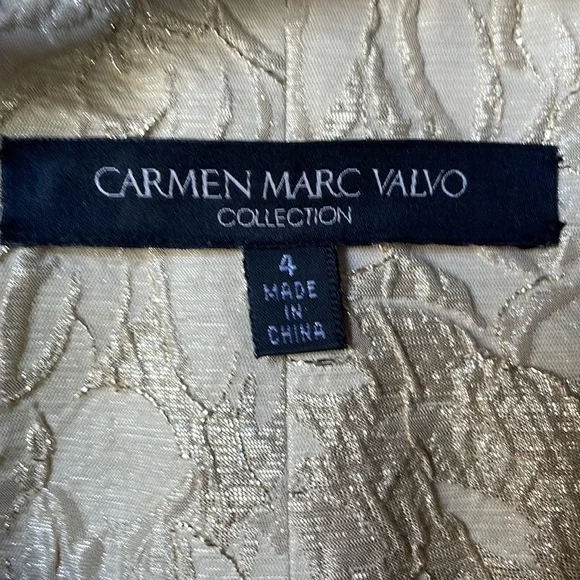 CARMEN MARC VALVO
COLLECTION
4
MADE
IN
CHINA